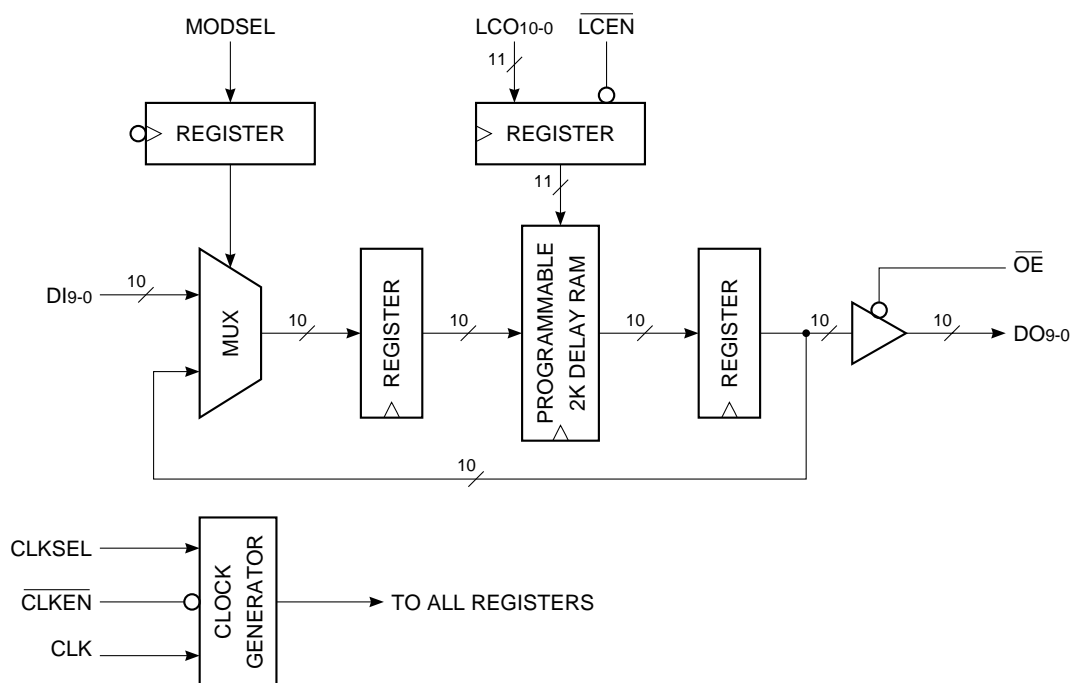 MODSEL
LCO10-0
LCEN
11
REGISTER
REGISTER
11
DI9-0
10
MUX
10
REGISTER
10
PROGRAMMABLE
2K DELAY RAM
10
REGISTER
10
OE
10
DO9-0
10
CLKSEL
CLKEN
CLK
CLOCK
GENERATOR
TO ALL REGISTERS